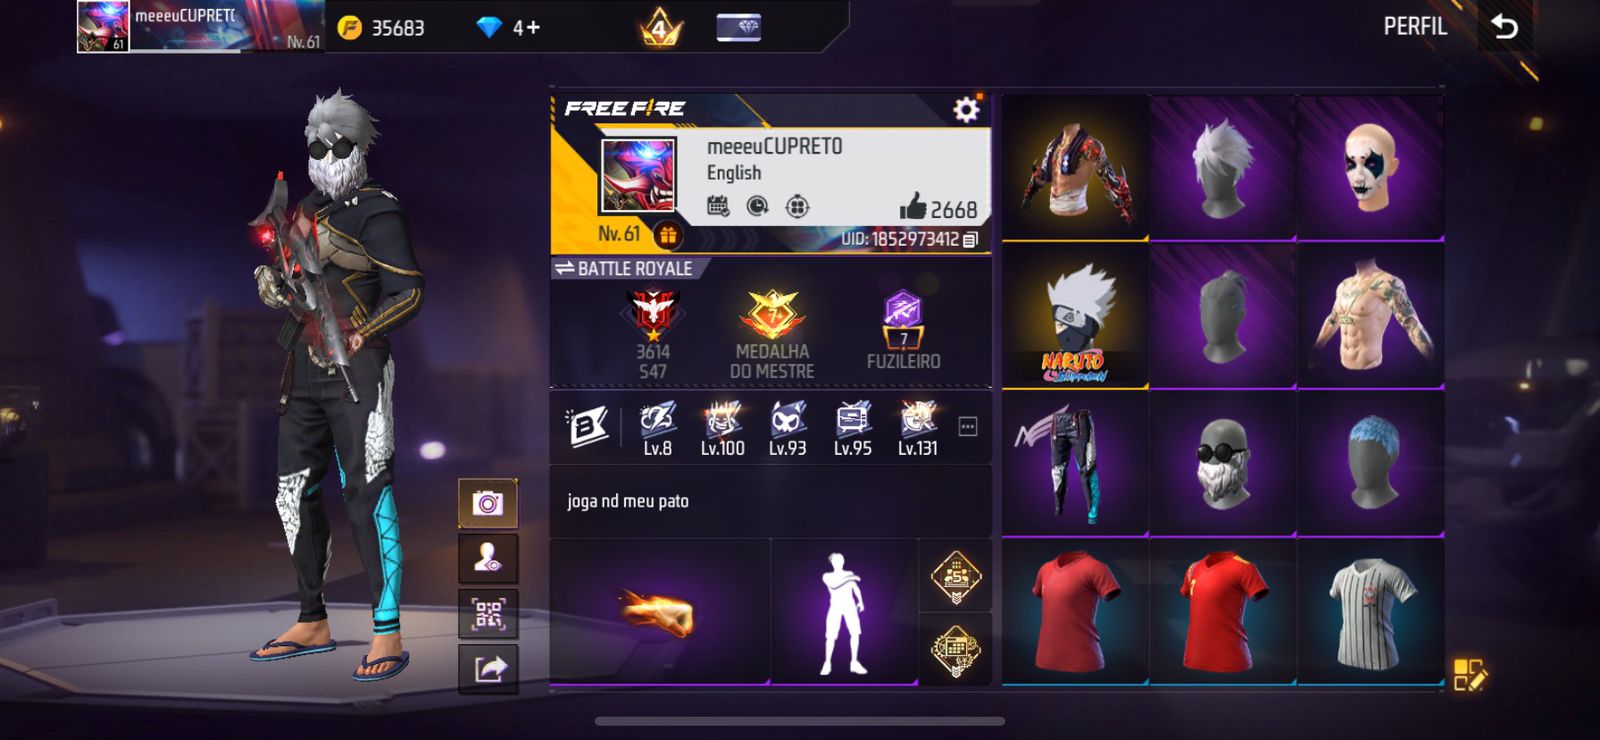 meeeuCUPRETO
61
Nv.61
35683
4+
4
PERFIL
FREE FIRE
meeeuCUPRETO
English
2668
Nv.61
UID:1852973412
BATTLE ROYALE
3614
S47
7
MEDALHA
DO MESTRE
7
FUZILEIRO
B
Lv.8
Lv.100
Lv.93
Lv.95
Lv.131
joga nd meu pato
5
NARUTO
Shippuden